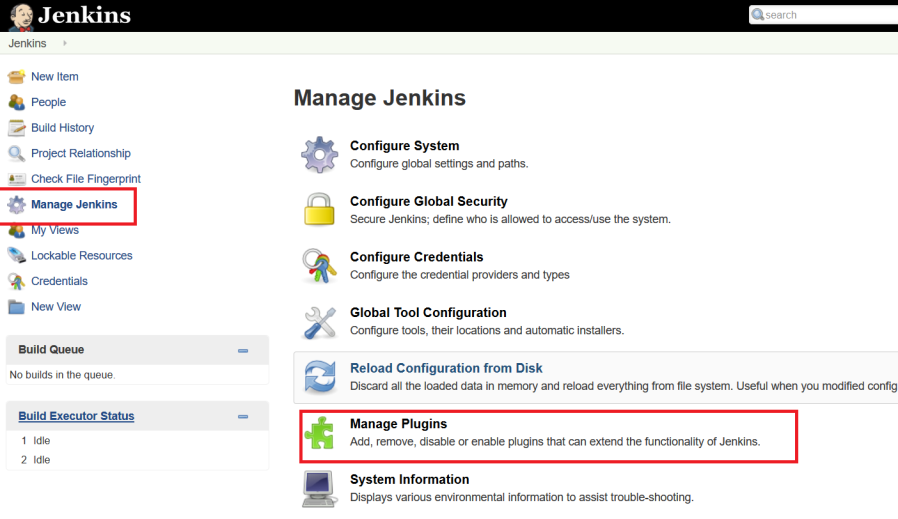 Jenkins
search
Jenkins
New Item
People
Build History
Project Relationship
Check File Fingerprint
Manage Jenkins
My Views
Lockable Resources
Credentials
New View
Build Queue
No builds in the queue.
Build Executor Status
1 Idle
2 Idle
Manage Jenkins
Configure System
Configure global settings and paths.
Configure Global Security
Secure Jenkins; define who is allowed to access/use the system.
Configure Credentials
Configure the credential providers and types
Global Tool Configuration
Configure tools, their locations and automatic installers.
Reload Configuration from Disk
Discard all the loaded data in memory and reload everything from file system. Useful when you modified config
Manage Plugins
Add, remove, disable or enable plugins that can extend the functionality of Jenkins.
System Information
Displays various environmental information to assist trouble-shooting.